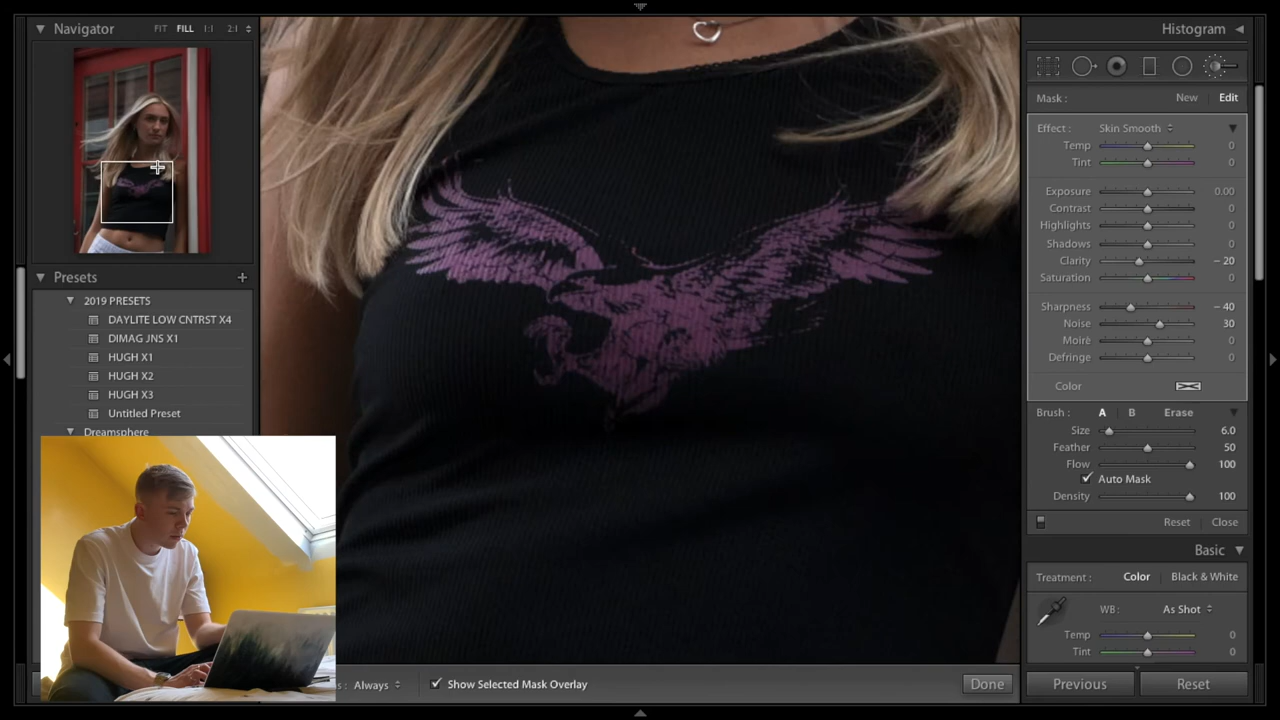 Navigator
FIT FILL 1:1 2:1
Presets
2019 PRESETS
DAYLITE LOW CNTRST X4
DIMAG JNS X1
HUGH X1
HUGH X2
HUGH X3
Untitled Preset
Dreamsphere
: Always
Show Selected Mask Overlay
Done
Histogram
Mask : New Edit
Effect : Skin Smooth
Temp 0
Tint 0
Exposure 0.00
Contrast 0
Highlights 0
Shadows 0
Clarity – 20
Saturation 0
Sharpness – 40
Noise 30
Moiré 0
Defringe 0
Color
Brush : A B Erase
Size 6.0
Feather 50
Flow 100
Auto Mask
Density 100
Reset Close
Basic
Treatment : Color Black & White
WB: As Shot
Temp 0
Tint 0
Previous Reset